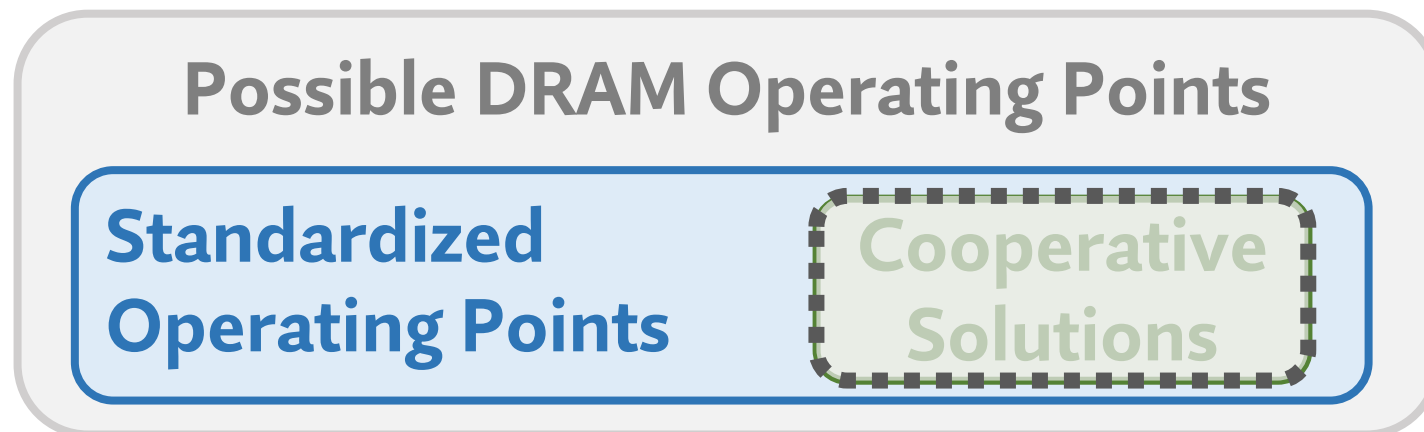 Possible DRAM Operating Points
Standardized
Operating Points
Cooperative
Solutions